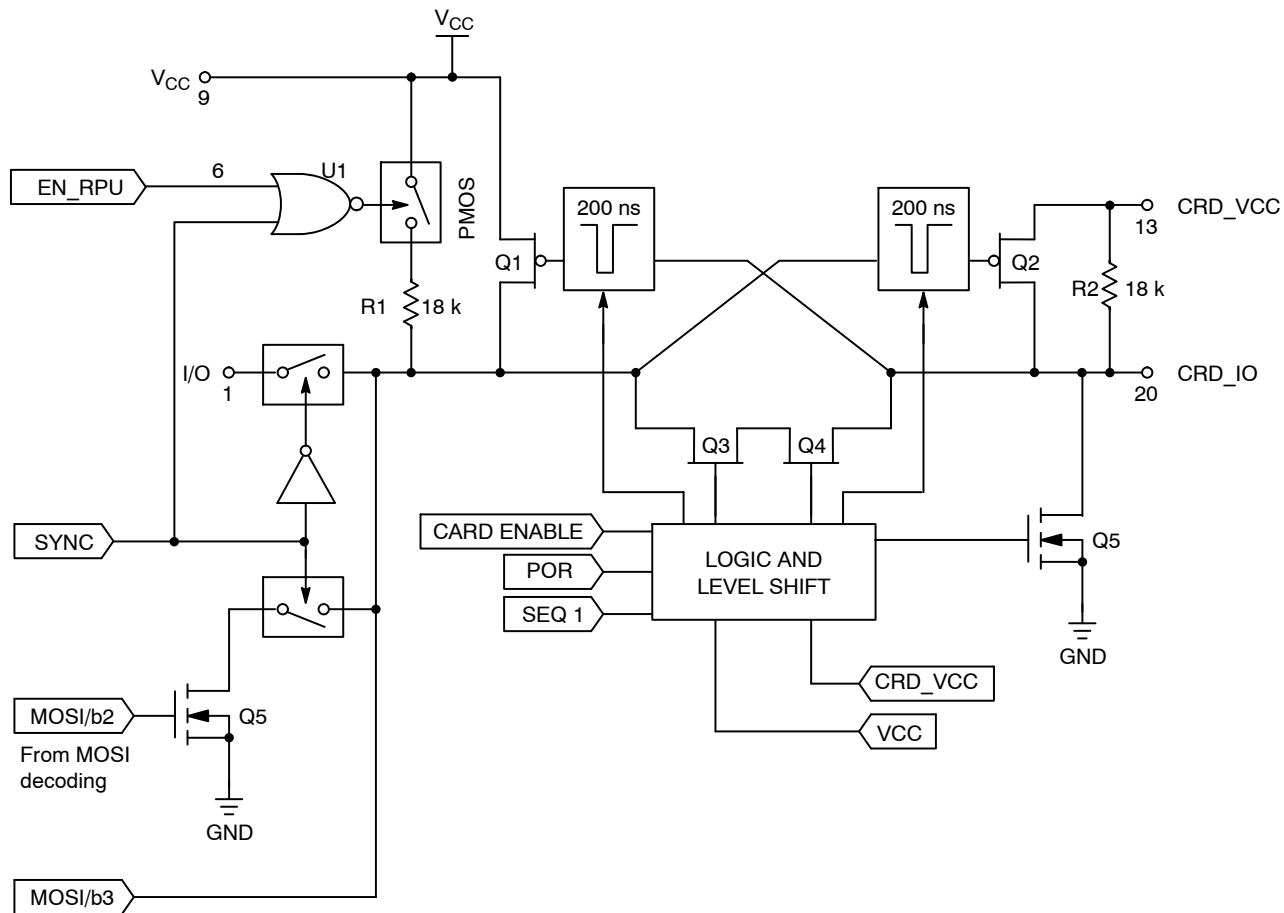 VCC
VCC
9
EN_RPU
6
U1
PMOS
200 ns
200 ns
CRD_VCC
13
Q1
Q2
R1
18 k
R2
18 k
I/O
1
CRD_IO
20
Q3
Q4
SYNC
CARD ENABLE
POR
SEQ 1
LOGIC AND
LEVEL SHIFT
Q5
GND
MOSI/b2
Q5
From MOSI
decoding
CRD_VCC
VCC
GND
MOSI/b3